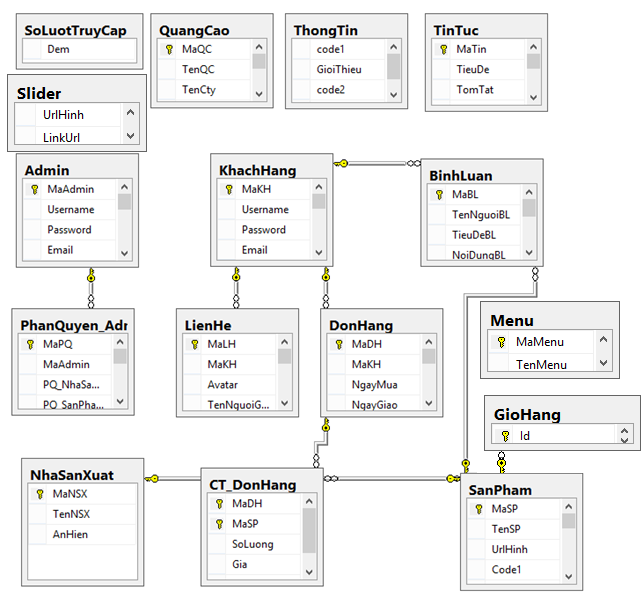 SoLuotTruyCap
Dem
QuangCao
MaQC
TenQC
TenCty
ThongTin
code1
GioiThieu
code2
TinTuc
MaTin
TieuDe
TomTat
Slider
UrlHinh
LinkUrl
Admin
MaAdmin
Username
Password
Email
KhachHang
MaKH
Username
Password
Email
BinhLuan
MaBL
TenNguoiBL
TieuDeBL
NoiDungBL
PhanQuyen_Adr
MaPQ
MaAdmin
PQ_NhaSa...
PQ_SanPha...
LienHe
MaLH
MaKH
Avatar
TenNguoiG...
DonHang
MaDH
MaKH
NgayMua
NgayGiao
Menu
MaMenu
TenMenu
GioHang
Id
NhaSanXuat
MaNSX
TenNSX
AnHien
CT_DonHang
MaDH
MaSP
SoLuong
Gia
SanPham
MaSP
TenSP
UrlHinh
Code1